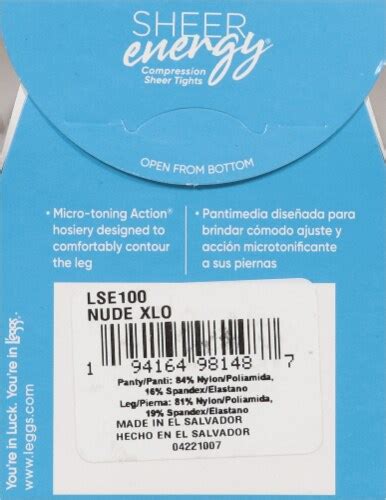 SHEER
energy®
Compression
Sheer Tights
OPEN FROM BOTTOM
• Micro-toning Action®
hosiery designed to
comfortably contour
the leg
• Pantimedia diseñada para
brindar cómodo ajuste y
acción microtonificante
a sus piernas
You're in Luck. You're in L'eggs.
www.leggs.com
LSE100
NUDE XLO
1 94164 98148 7
Panty/Panti: 84% Nylon/Poliamida,
16% Spandex/Elastano
Leg/Pierna: 81% Nylon/Poliamida,
19% Spandex/Elastano
MADE IN EL SALVADOR
HECHO EN EL SALVADOR
04221007